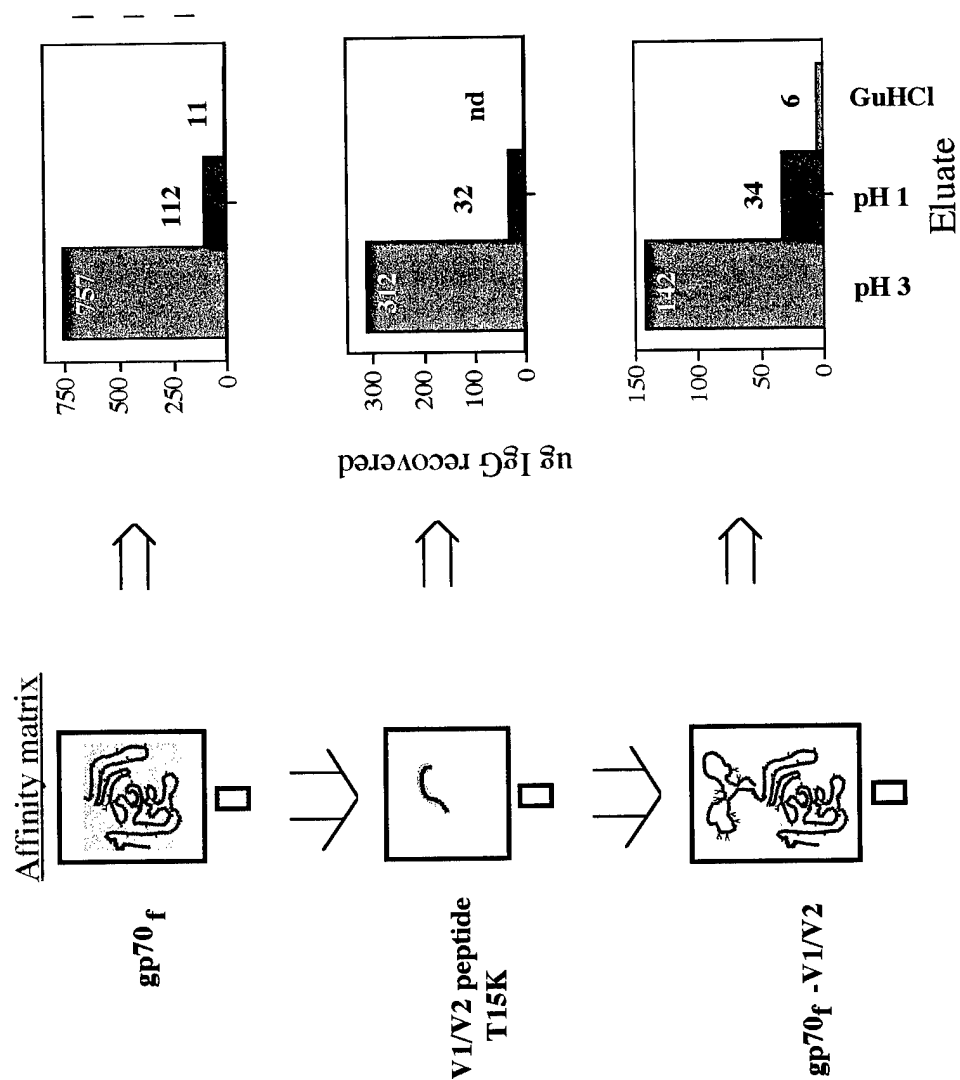 Affinity matrix
gp70f
V1/V2 peptide
T15K
gp70f -V1/V2
ug IgG recovered
750
500
250
0
757
112
11
300
200
100
0
312
32
nd
150
100
50
0
142
34
6
pH 3
pH 1
GuHCl
Eluate